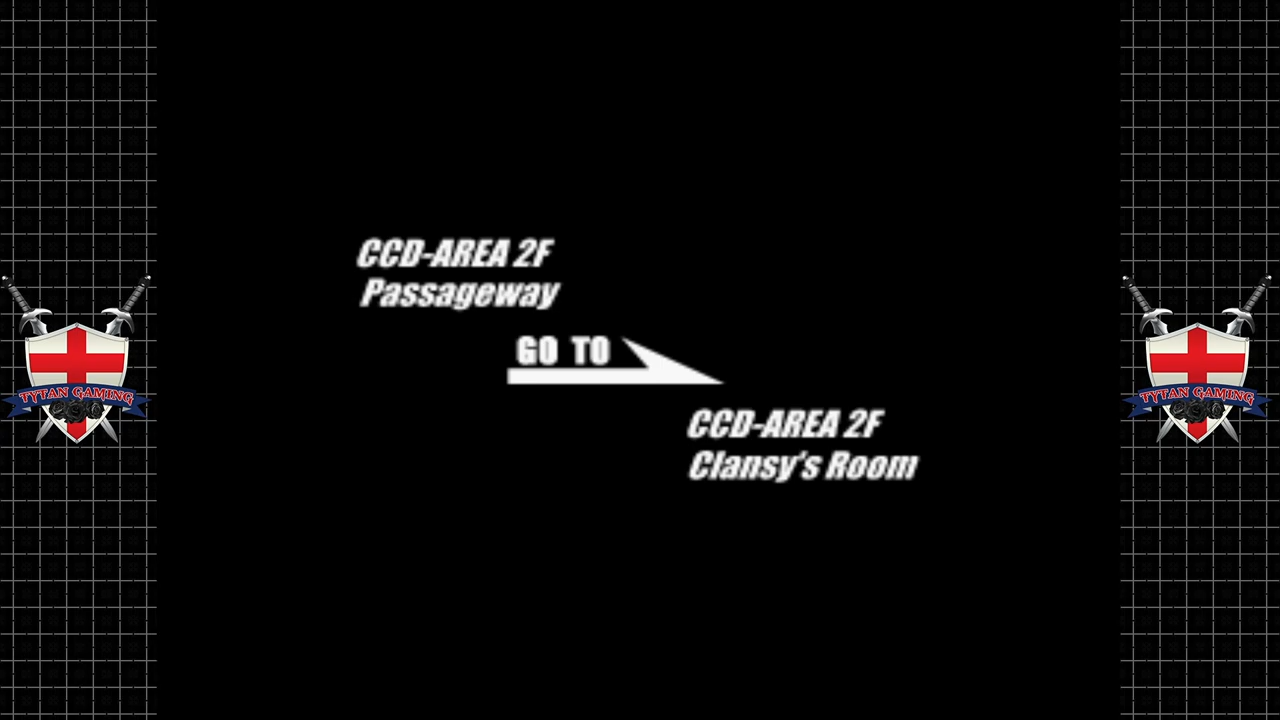 CCD-AREA 2F
Passageway
GO TO
CCD-AREA 2F
Clansy's Room
TYTAN GAMING
TYTAN GAMING